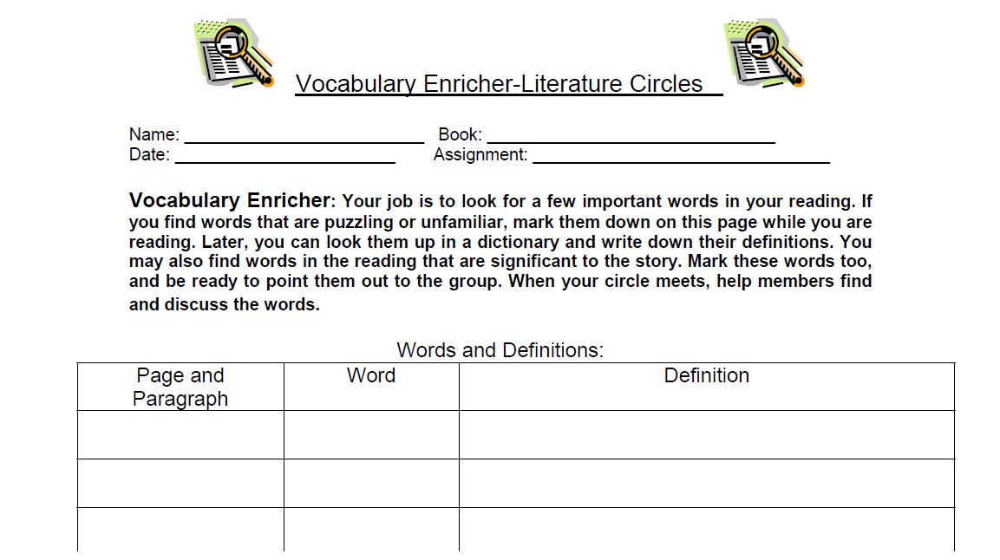 Vocabulary Enricher-Literature Circles
Name: _________________________ Book: ______________________________
Date: _______________________ Assignment: _______________________________
Vocabulary Enricher: Your job is to look for a few important words in your reading. If
you find words that are puzzling or unfamiliar, mark them down on this page while you are
reading. Later, you can look them up in a dictionary and write down their definitions. You
may also find words in the reading that are significant to the story. Mark these words too,
and be ready to point them out to the group. When your circle meets, help members find
and discuss the words.
Words and Definitions:
Page and Paragraph
Word
Definition